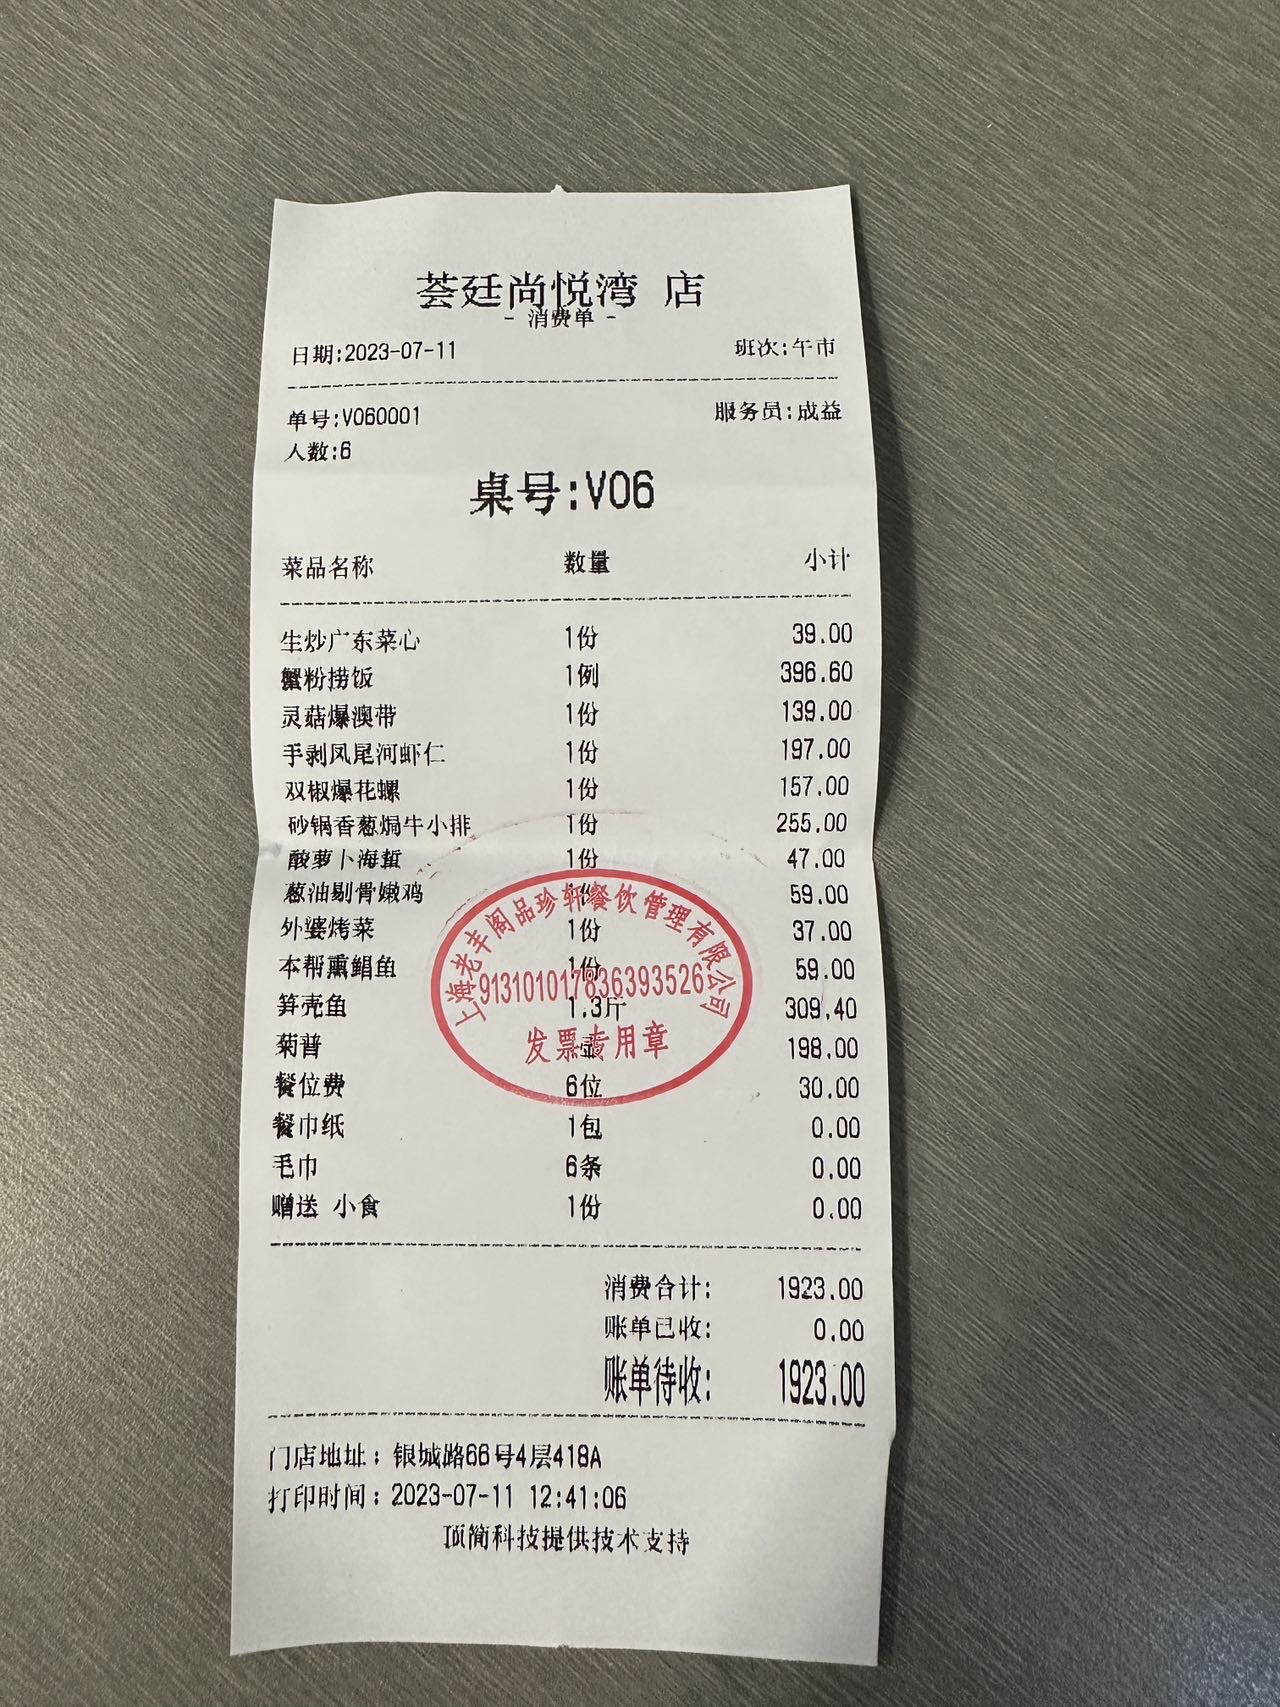 荟廷尚悦湾 店
- 消费单 -
日期:2023-07-11 班次:午市
单号:V060001 服务员:成益
人数:6
桌号:V06
菜品名称 数量 小计
生炒广东菜心 1份 39.00
蟹粉捞饭 1例 396.60
灵菇爆澳带 1份 139.00
手剥凤尾河虾仁 1份 197.00
双椒爆花螺 1份 157.00
砂锅香葱焗牛小排 1份 255.00
酸萝卜海蜇 1份 47.00
葱油剔骨嫩鸡 1份 59.00
外婆烤菜 1份 37.00
本帮熏鲳鱼 1份 59.00
笋壳鱼 1.3斤 309.40
菊普 壶 198.00
餐位费 6位 30.00
餐巾纸 1包 0.00
毛巾 6条 0.00
赠送 小食 1份 0.00
上海老丰阁品珍轩餐饮管理有限公司
913101017836393526
发票专用章
消费合计: 1923.00
账单已收: 0.00
账单待收: 1923.00
门店地址: 银城路66号4层418A
打印时间: 2023-07-11 12:41:06
顶简科技提供技术支持